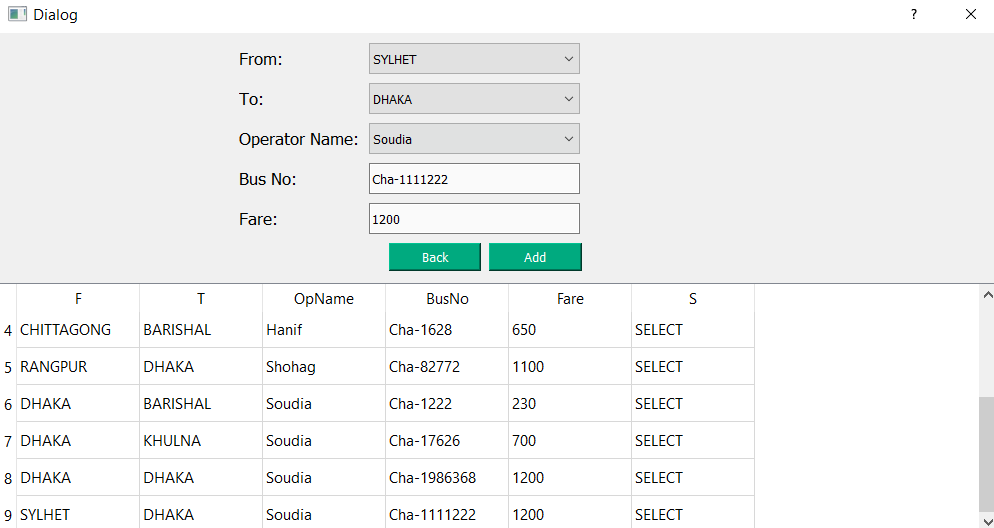 Dialog ?
From: SYLHET
To: DHAKA
Operator Name: Soudia
Bus No: Cha-1111222
Fare: 1200
Back Add
F T OpName BusNo Fare S
4 CHITTAGONG BARISHAL Hanif Cha-1628 650 SELECT
5 RANGPUR DHAKA Shohag Cha-82772 1100 SELECT
6 DHAKA BARISHAL Soudia Cha-1222 230 SELECT
7 DHAKA KHULNA Soudia Cha-17626 700 SELECT
8 DHAKA DHAKA Soudia Cha-1986368 1200 SELECT
9 SYLHET DHAKA Soudia Cha-1111222 1200 SELECT